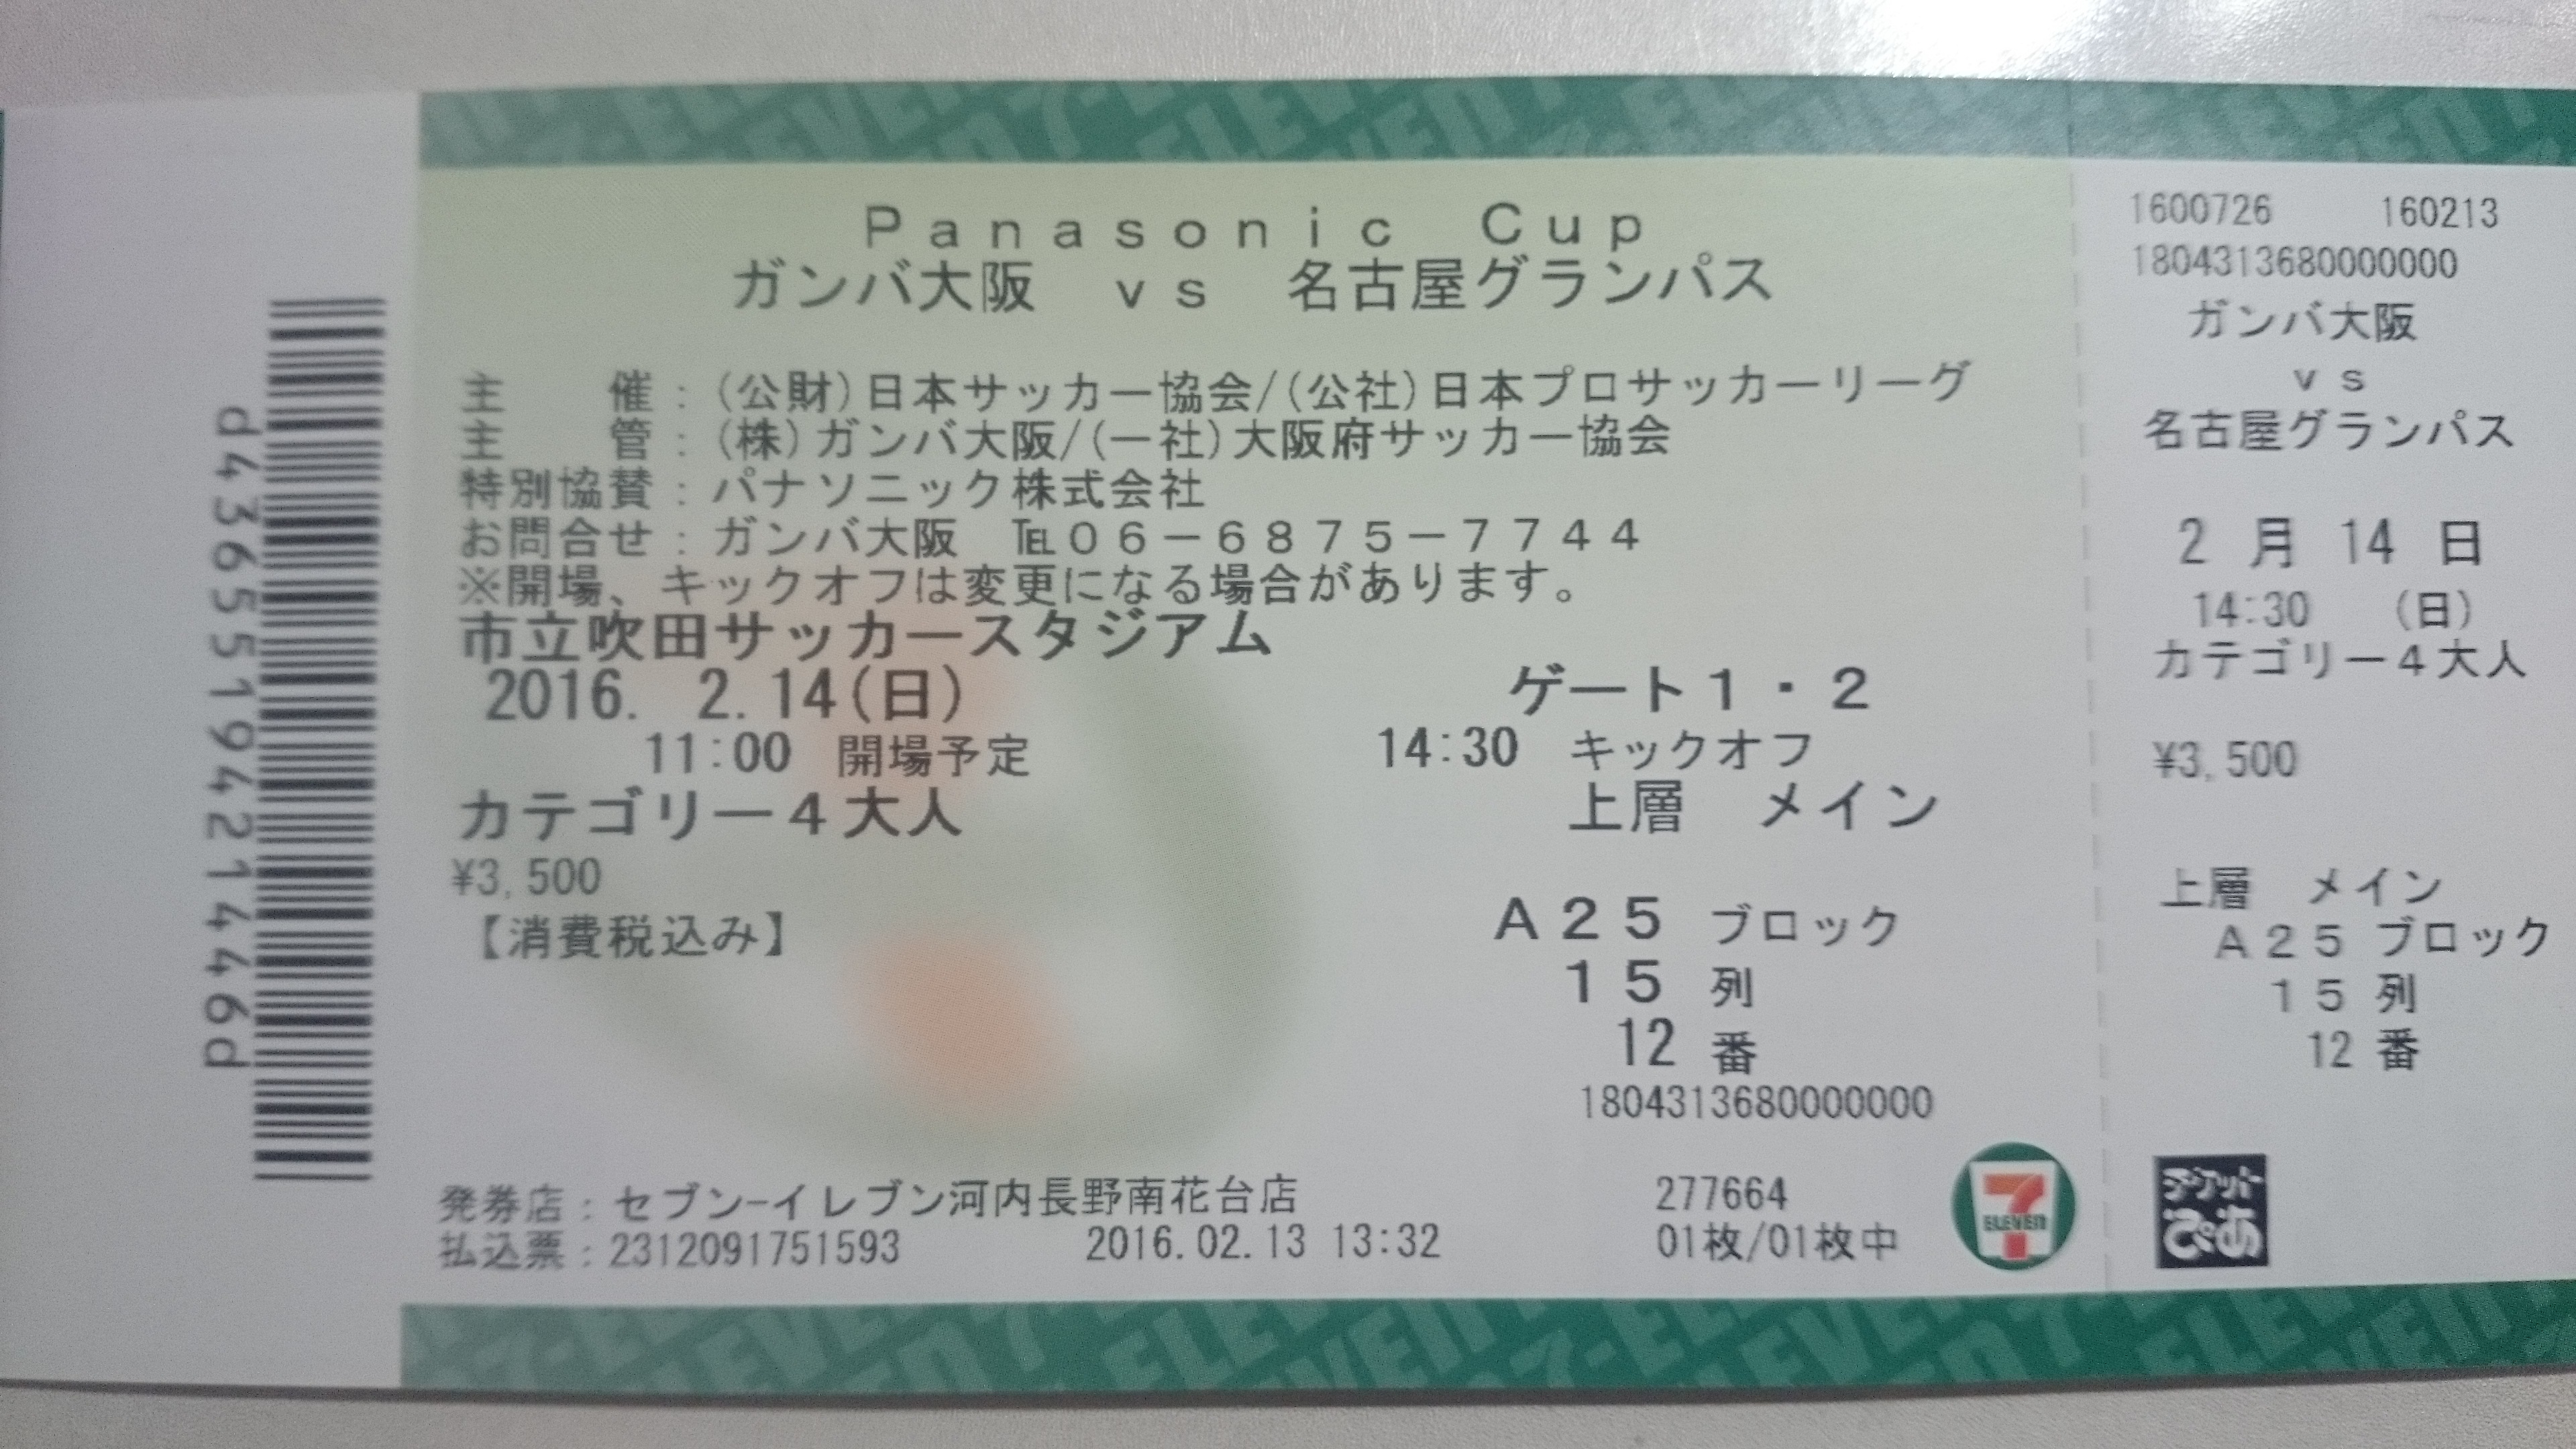 Panasonic Cup
ガンバ大阪 vs 名古屋グランパス
主 催：(公財)日本サッカー協会/(公社)日本プロサッカーリーグ
主 管：(株)ガンバ大阪/(一社)大阪府サッカー協会
特別協賛：パナソニック株式会社
お問合せ：ガンバ大阪 ℡06－6875－7744
※開場、キックオフは変更になる場合があります。
市立吹田サッカースタジアム
2016. 2.14(日) ゲート1・2
11:00 開場予定 14:30 キックオフ
カテゴリー4大人 上層 メイン
¥3,500
【消費税込み】
A25 ブロック
15 列
12 番
1804313680000000
発券店：セブン-イレブン河内長野南花台店 277664
払込票：2312091751593 2016.02.13 13:32 01枚/01枚中
7 ELEVEN
d4365519421446d
1600726 160213
1804313680000000
ガンバ大阪
vs
名古屋グランパス
2 月 14 日
14:30 (日)
カテゴリー4大人
¥3,500
上層 メイン
A25 ブロック
15 列
12 番
チケットぴあ